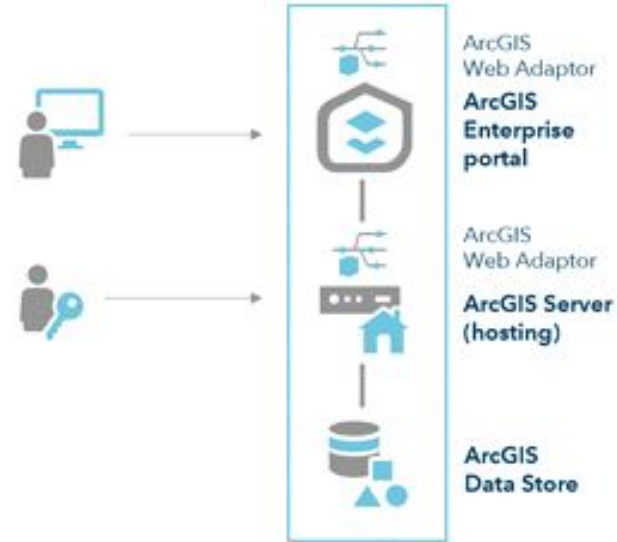 ArcGIS
Web Adaptor
ArcGIS
Enterprise
portal
ArcGIS
Web Adaptor
ArcGIS Server
(hosting)
ArcGIS
Data Store